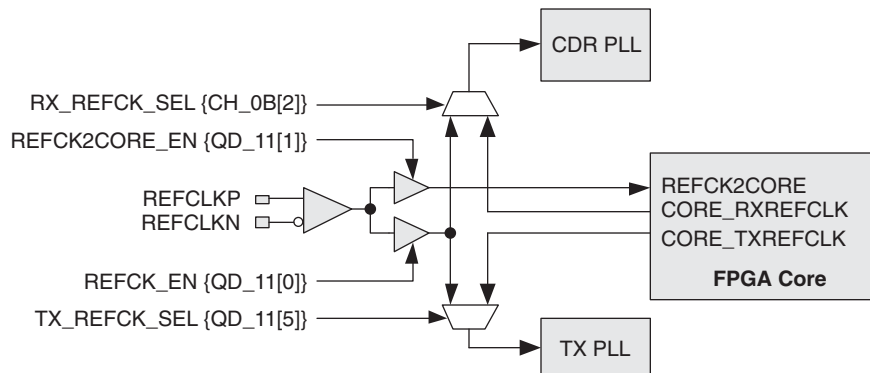 CDR PLL
RX_REFCK_SEL {CH_0B[2]}
REFCK2CORE_EN {QD_11[1]}
REFCLKP
REFCLKN
REFCK2CORE
CORE_RXREFCLK
CORE_TXREFCLK
FPGA Core
REFCK_EN {QD_11[0]}
TX_REFCK_SEL {QD_11[5]}
TX PLL